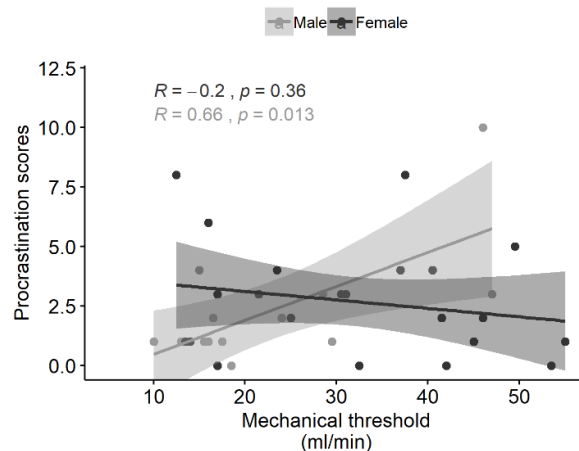 a Male a Female
12.5
R = −0.2 , p = 0.36
R = 0.66 , p = 0.013
10.0
7.5
5.0
2.5
0.0
Procrastination scores
10 20 30 40 50
Mechanical threshold
(ml/min)